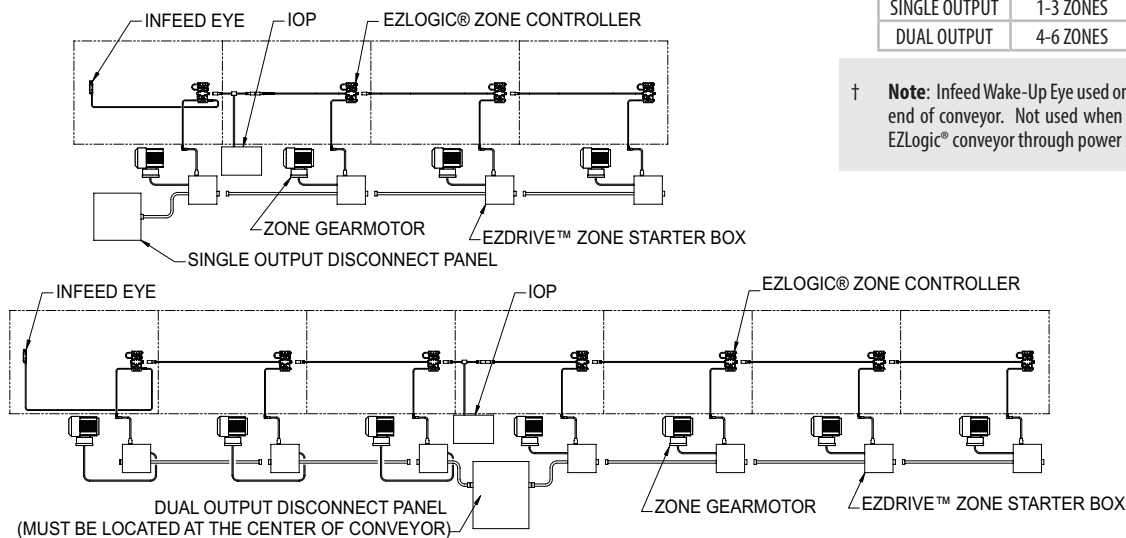 INFEED EYE
IOP
EZLOGIC® ZONE CONTROLLER
SINGLE OUTPUT 1-3 ZONES
DUAL OUTPUT 4-6 ZONES
† Note: Infeed Wake-Up Eye used or
end of conveyor. Not used when
EZLogic® conveyor through power
ZONE GEARMOTOR
EZDRIVE™ ZONE STARTER BOX
SINGLE OUTPUT DISCONNECT PANEL
INFEED EYE
IOP
EZLOGIC® ZONE CONTROLLER
DUAL OUTPUT DISCONNECT PANEL
(MUST BE LOCATED AT THE CENTER OF CONVEYOR)
ZONE GEARMOTOR
EZDRIVE™ ZONE STARTER BOX